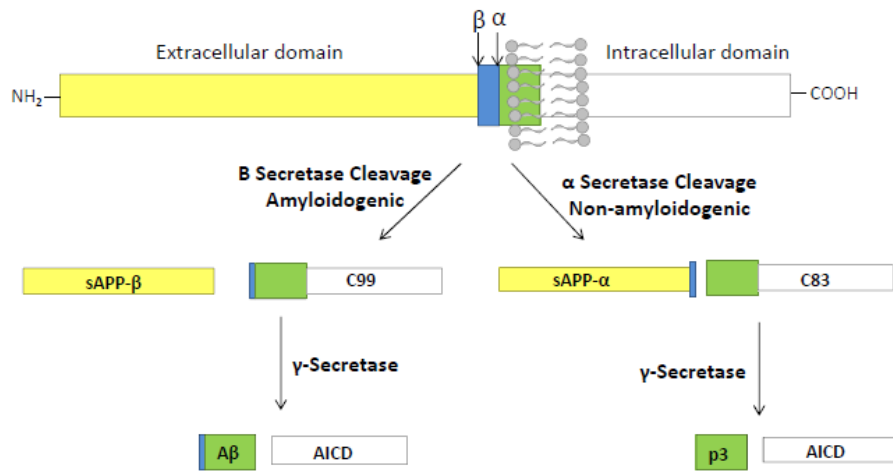 β α
Extracellular domain
Intracellular domain
NH₂
COOH
B Secretase Cleavage
Amyloidogenic
α Secretase Cleavage
Non-amyloidogenic
sAPP-β
C99
sAPP-α
C83
γ-Secretase
γ-Secretase
Aβ
AICD
p3
AICD